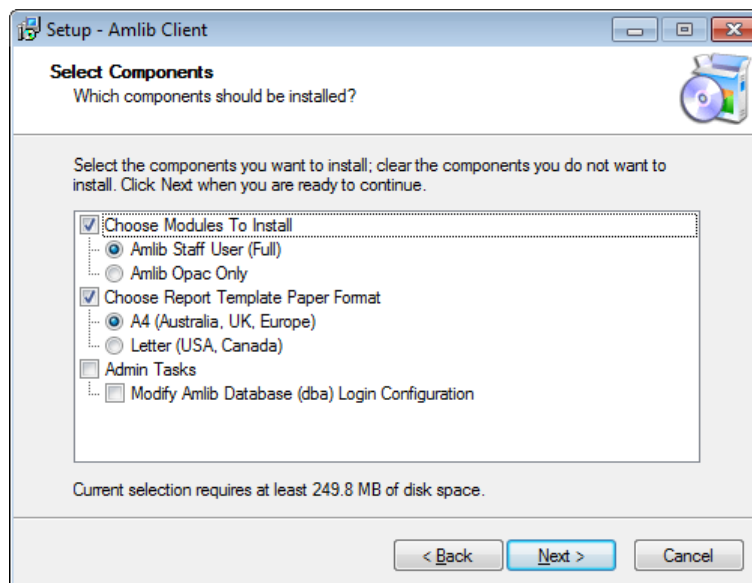 Setup - Amlib Client
Select Components
Which components should be installed?
Select the components you want to install; clear the components you do not want to
install. Click Next when you are ready to continue.
Choose Modules To Install
Amlib Staff User (Full)
Amlib Opac Only
Choose Report Template Paper Format
A4 (Australia, UK, Europe)
Letter (USA, Canada)
Admin Tasks
Modify Amlib Database (dba) Login Configuration
Current selection requires at least 249.8 MB of disk space.
< Back Next > Cancel